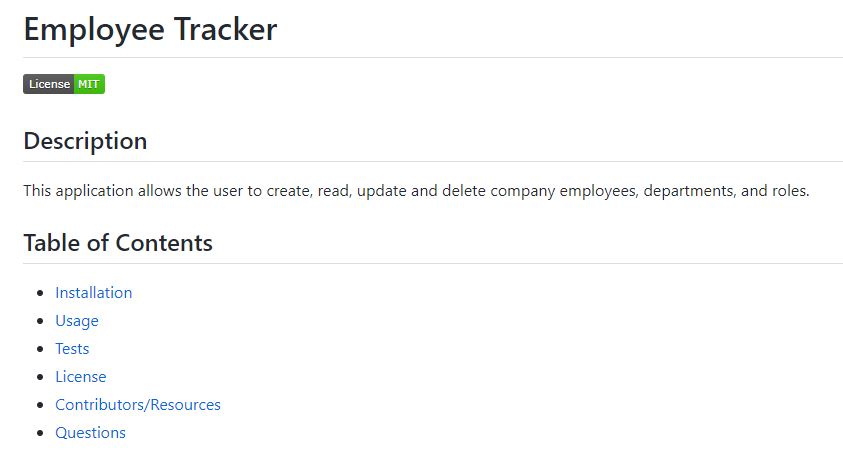 Employee Tracker
License MIT
Description
This application allows the user to create, read, update and delete company employees, departments, and roles.
Table of Contents
Installation
Usage
Tests
License
Contributors/Resources
Questions